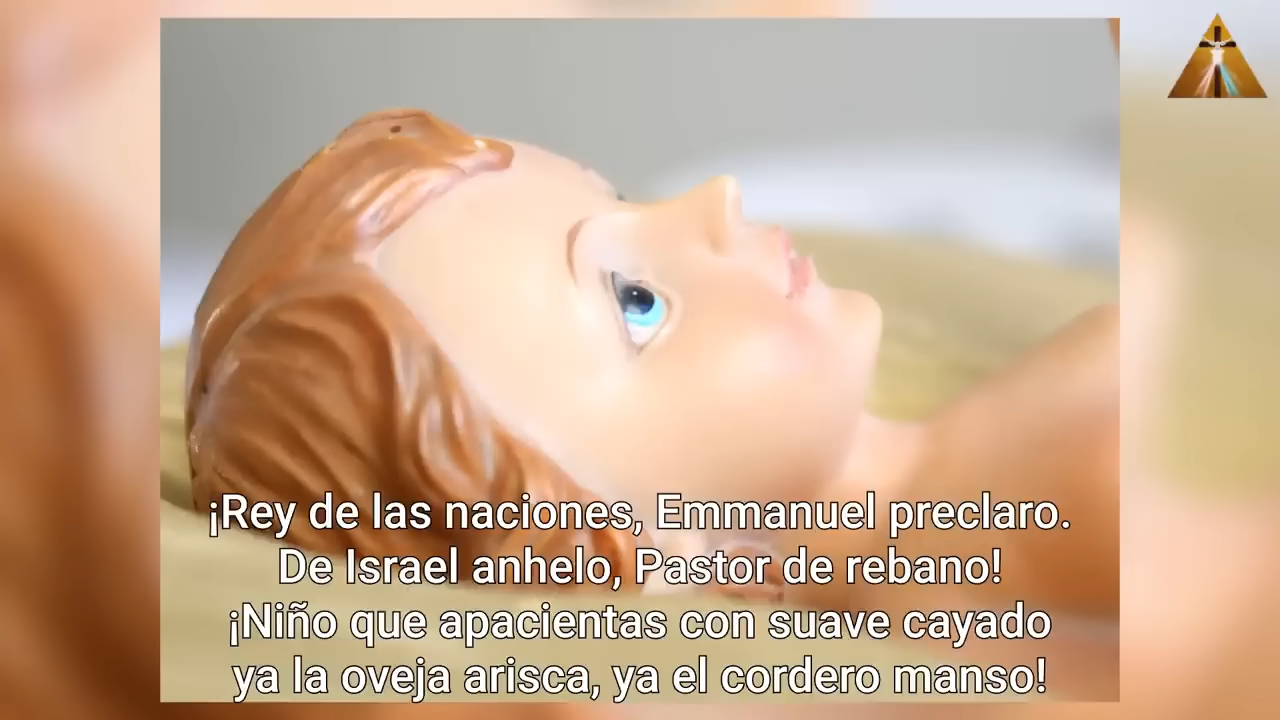 ¡Rey de las naciones, Emmanuel preclaro.
De Israel anhelo, Pastor de rebano!
¡Niño que apacientas con suave cayado
ya la oveja arisca, ya el cordero manso!